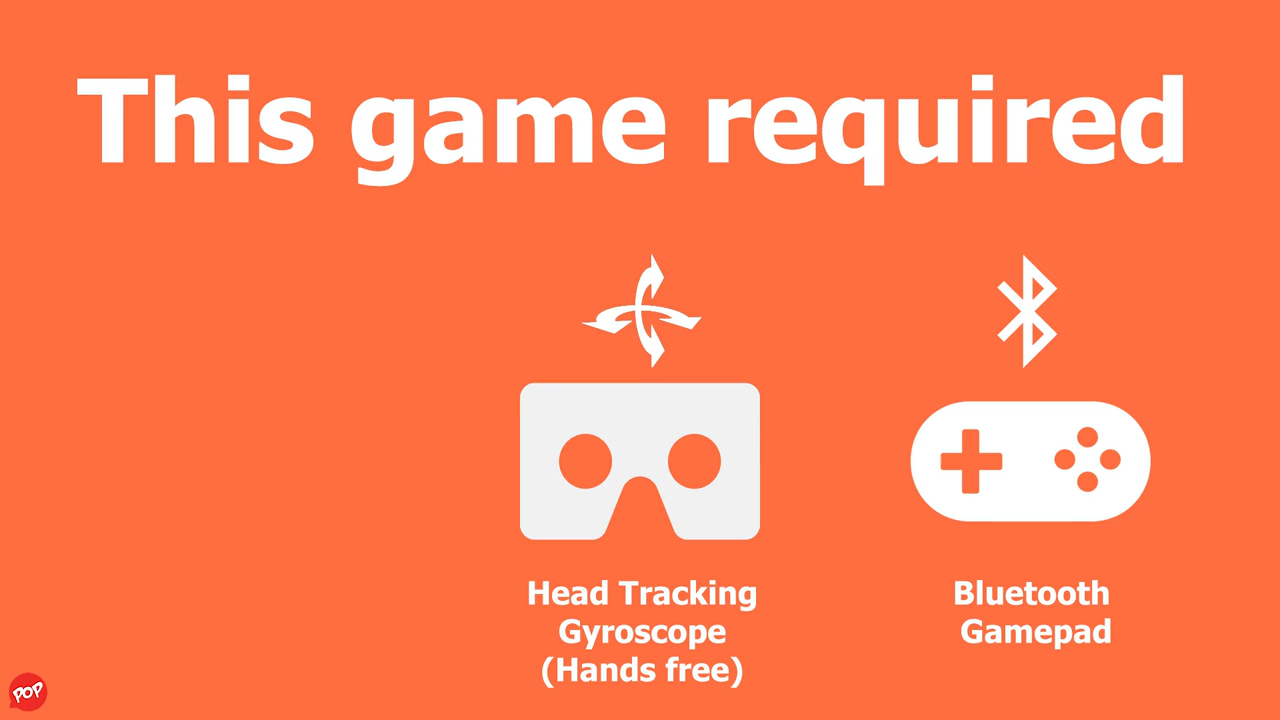 This game required
Head Tracking
Gyroscope
(Hands free)
Bluetooth
Gamepad
POP